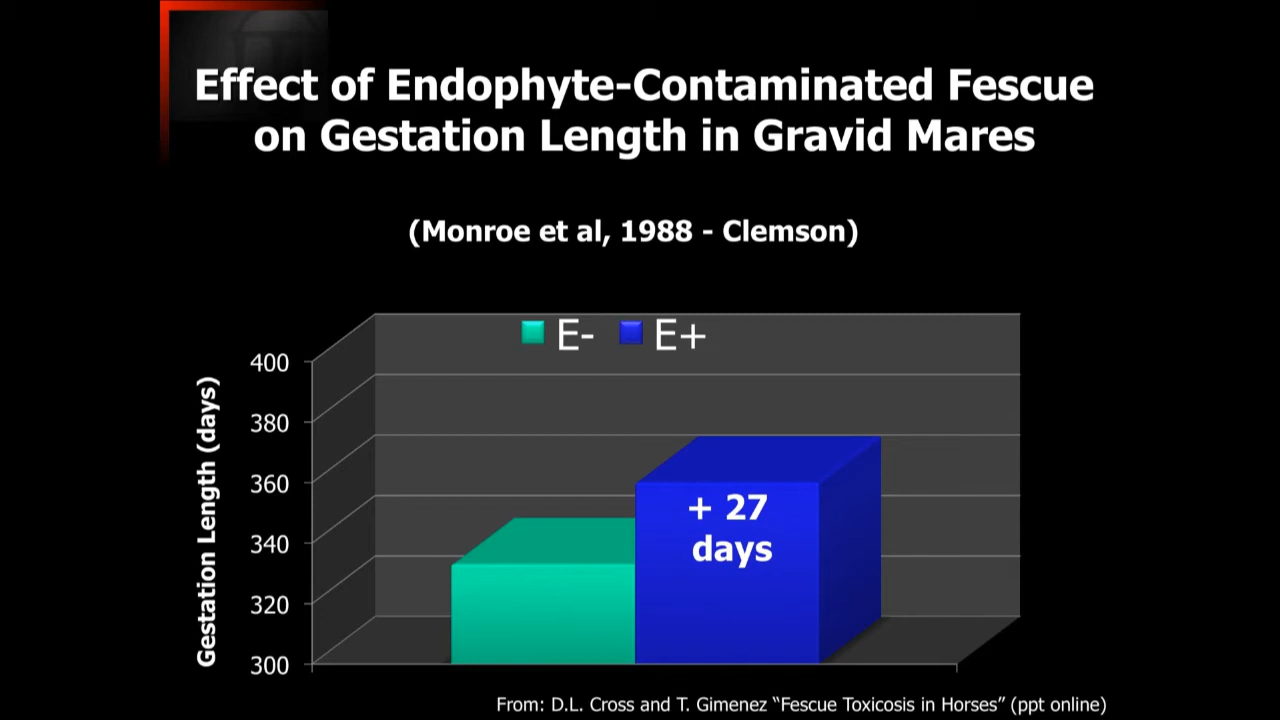 Effect of Endophyte-Contaminated Fescue
on Gestation Length in Gravid Mares
(Monroe et al, 1988 - Clemson)
E- E+
Gestation Length (days)
400
380
360
340
320
300
+ 27
days
From: D.L. Cross and T. Gimenez “Fescue Toxicosis in Horses” (ppt online)